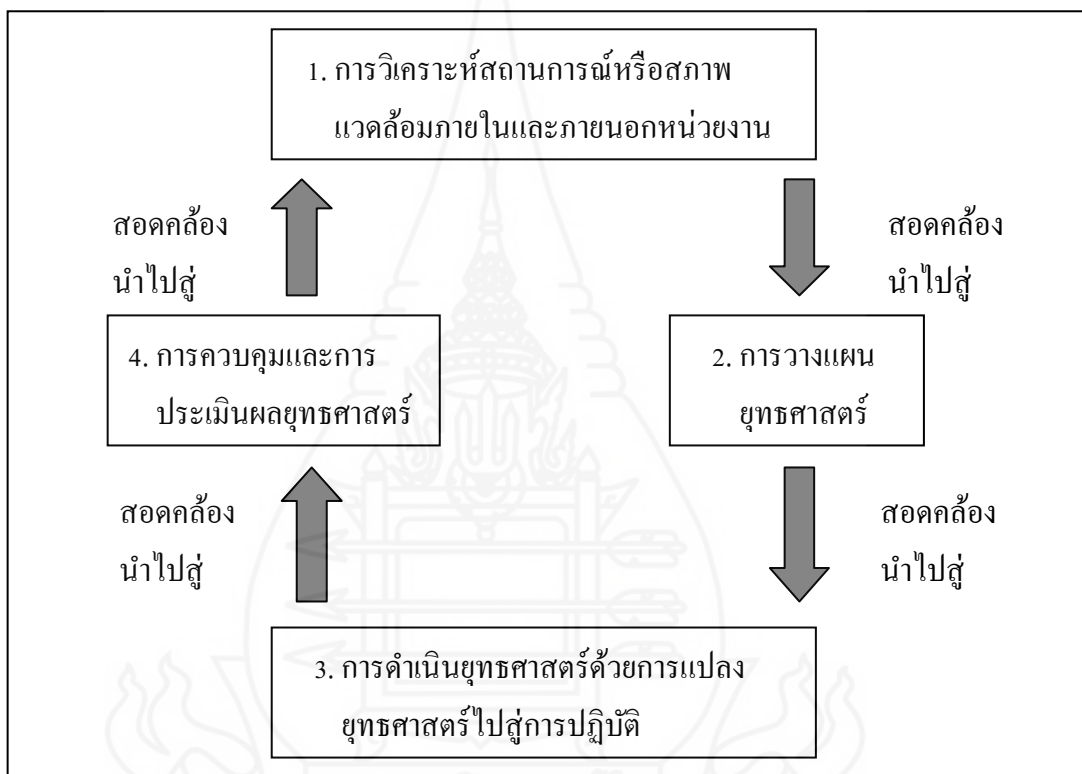 1. การวิเคราะห์สถานการณ์หรือสภาพ
แวดล้อมภายในและภายนอกหน่วยงาน
สอดคล้อง
นำไปสู่
สอดคล้อง
นำไปสู่
4. การควบคุมและการ
ประเมินผลยุทธศาสตร์
2. การวางแผน
ยุทธศาสตร์
สอดคล้อง
นำไปสู่
สอดคล้อง
นำไปสู่
3. การดำเนินยุทธศาสตร์ด้วยการแปลง
ยุทธศาสตร์ไปสู่การปฏิบัติ